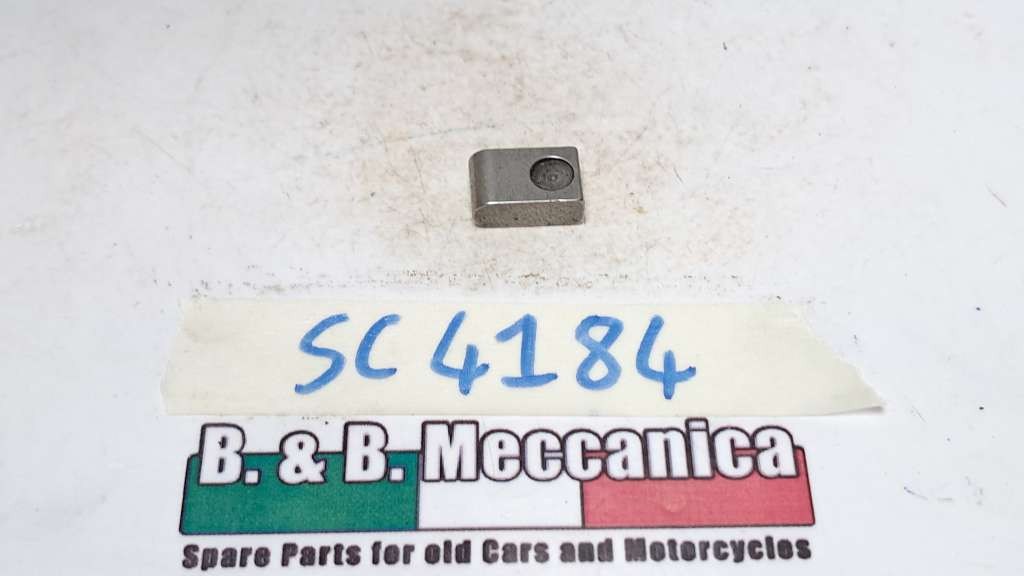 SC 4184
B. & B. Meccanica
Spare Parts for old Cars and Motorcycles